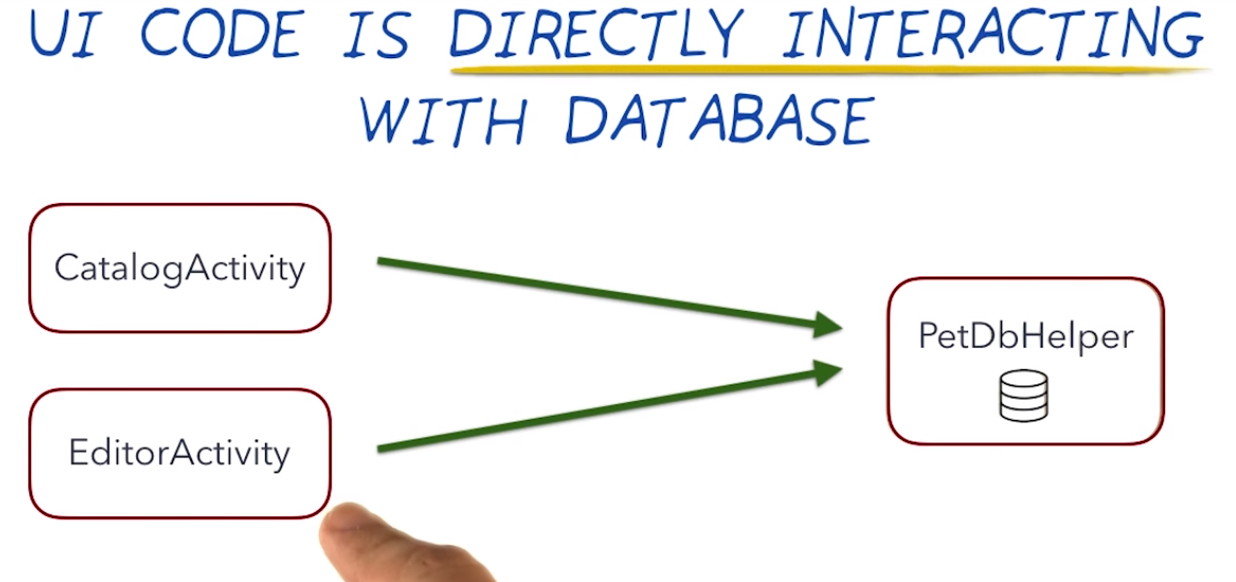 UI CODE IS DIRECTLY INTERACTING
WITH DATABASE
CatalogActivity
EditorActivity
PetDbHelper